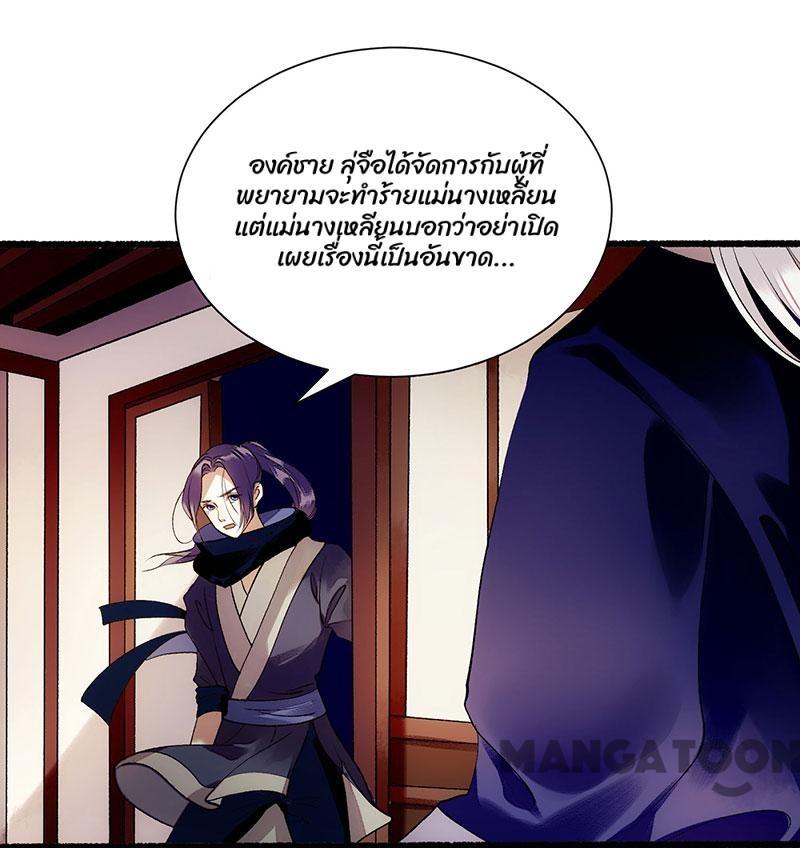 องค์ชาย ลุ่จือได้จัดการกับผู้ที่
พยายามจะทำร้ายแม่นางเหลียน
แต่แม่นางเหลียนบอกว่าอย่าเปิด
เผยเรื่องนี้เป็นอันขาด...
MANGATOON